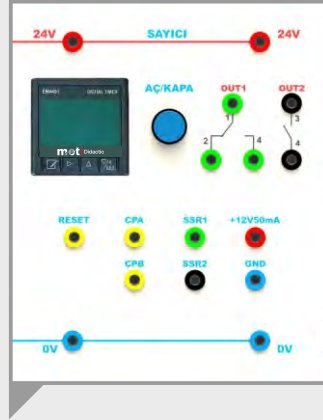 24V SAYICI 24V
DIGITAL TIMER
AÇ/KAPA OUT1 OUT2
1 3
2 4 4
met Didactic
RESET CPA SSR1 +12V50mA
CPB SSR2 GND
0V 0V